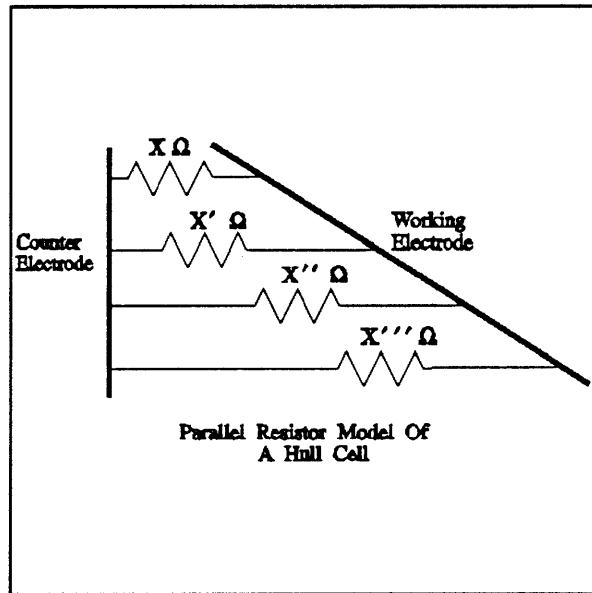 X Ω
X′ Ω
Counter
Electrode
Working
Electrode
X′′ Ω
X′′′ Ω
Parallel Resistor Model Of
A Hull Cell